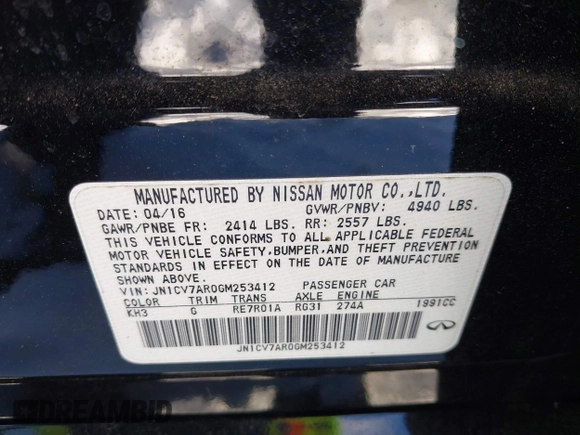 MANUFACTURED BY NISSAN MOTOR CO.,LTD.
DATE: 04/16 GVWR/PNBV: 4940 LBS.
GAWR/PNBE FR: 2414 LBS. RR: 2557 LBS.
THIS VEHICLE CONFORMS TO ALL APPLICABLE FEDERAL
MOTOR VEHICLE SAFETY,BUMPER,AND THEFT PREVENTION
STANDARDS IN EFFECT ON THE DATE OF MANUFACTURE
SHOWN ABOVE.
VIN: JN1CV7AR0GM253412 PASSENGER CAR
COLOR TRIM TRANS AXLE ENGINE
KH3 G RE7R01A RG31 274A 1991CC
JN1CV7AR0GM253412
INFINITI
DREAMBID